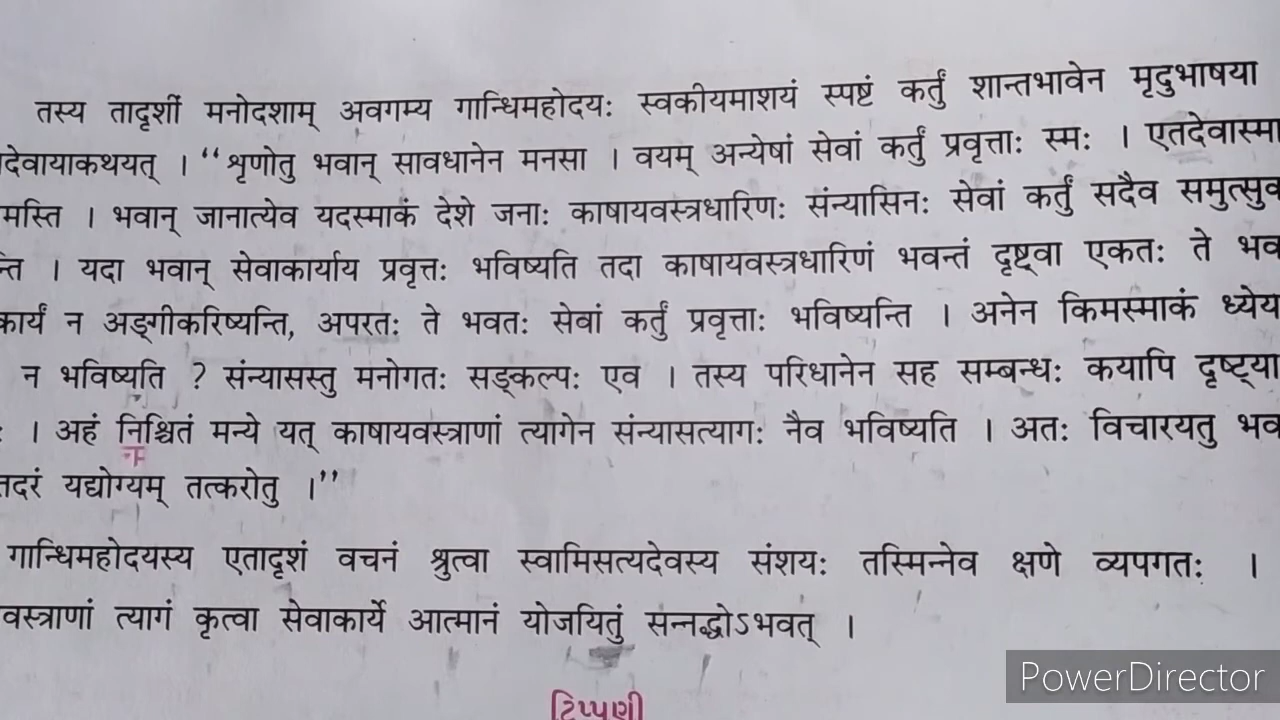 तस्य तादृशीं मनोदशाम् अवगम्य गान्धिमहोदयः स्वकीयमाशयं स्पष्टं कर्तुं शान्तभावेन मृदुभाषया
देवायाकथयत् । “श्रृणोतु भवान् सावधानेन मनसा । वयम् अन्येषां सेवां कर्तुं प्रवृत्ताः स्मः । एतदेवास्मा
मस्ति । भवान् जानात्येव यदस्माकं देशे जनाः काषायवस्त्रधारिणः संन्यासिनः सेवां कर्तुं सदैव समुत्सुक
न्ति । यदा भवान् सेवाकार्याय प्रवृत्तः भविष्यति तदा काषायवस्त्रधारिणं भवन्तं दृष्ट्वा एकतः ते भव
कार्यं न अङ्गीकरिष्यन्ति, अपरतः ते भवतः सेवां कर्तुं प्रवृत्ताः भविष्यन्ति । अनेन किमस्माकं ध्येय
न भविष्यति ? संन्यासस्तु मनोगतः सङ्कल्पः एव । तस्य परिधानेन सह सम्बन्धः कयापि दृष्ट्या
ः । अहं निश्चितं मन्ये यत् काषायवस्त्राणां त्यागेन संन्यासत्यागः नैव भविष्यति । अतः विचारयतु भव
तदरं यद्योग्यम् तत्करोतु ।”
गान्धिमहोदयस्य एतादृशं वचनं श्रुत्वा स्वामिसत्यदेवस्य संशयः तस्मिन्नेव क्षणे व्यपगतः ।
वस्त्राणां त्यागं कृत्वा सेवाकार्ये आत्मानं योजयितुं सन्नद्धोऽभवत् ।
ટિપ્પણી
PowerDirector